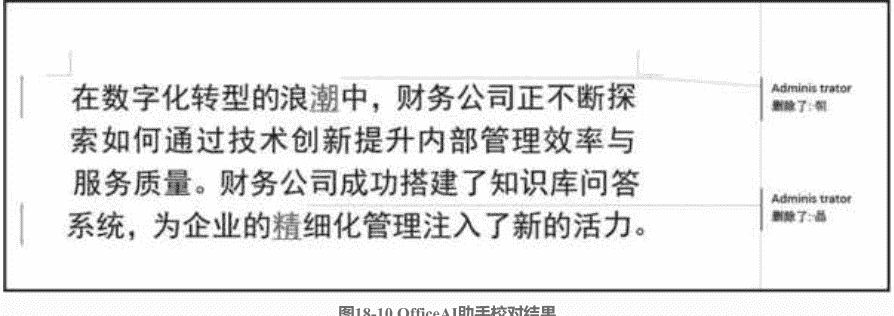 在数字化转型的浪潮中，财务公司正不断探
索如何通过技术创新提升内部管理效率与
服务质量。财务公司成功搭建了知识库问答
系统，为企业的精细化管理注入了新的活力。
Adminis trator
删除了: 朝
Adminis trator
删除了: 晶
图18-10 OfficeAI助手校对结果